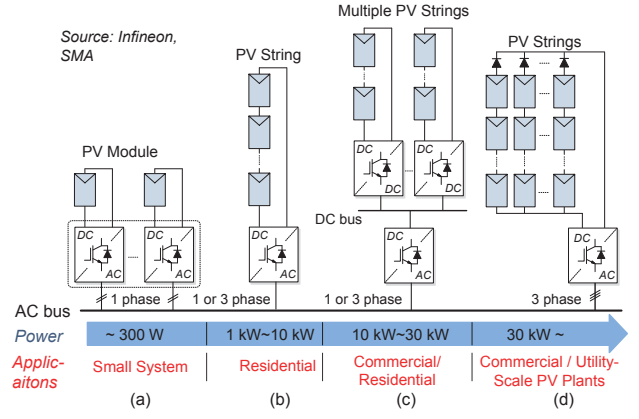 Source: Infineon,
SMA
Multiple PV Strings
PV Strings
PV String
PV Module
DC
DC
DC
DC
DC bus
DC
AC
DC
AC
DC
AC
DC
AC
DC
AC
1 phase
1 or 3 phase
1 or 3 phase
3 phase
AC bus
Power
~ 300 W
1 kW~10 kW
10 kW~30 kW
30 kW ~
Applic-
aitons
Small System
Residential
Commercial/
Residential
Commercial / Utility-
Scale PV Plants
(a)
(b)
(c)
(d)